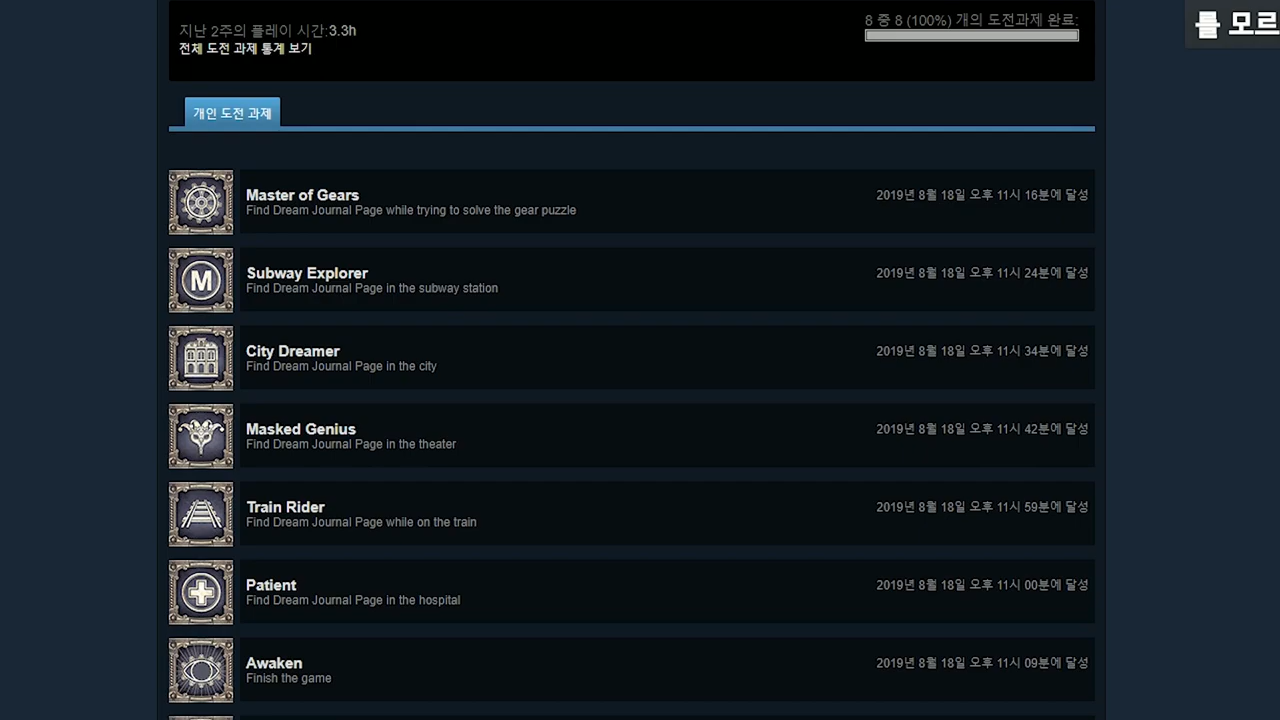 지난 2주의 플레이 시간:3.3h
전체 도전 과제 통계 보기
8 중 8 (100%) 개의 도전과제 완료:
틀 모르
개인 도전 과제
Master of Gears
Find Dream Journal Page while trying to solve the gear puzzle
2019년 8월 18일 오후 11시 16분에 달성
M
Subway Explorer
Find Dream Journal Page in the subway station
2019년 8월 18일 오후 11시 24분에 달성
City Dreamer
Find Dream Journal Page in the city
2019년 8월 18일 오후 11시 34분에 달성
Masked Genius
Find Dream Journal Page in the theater
2019년 8월 18일 오후 11시 42분에 달성
Train Rider
Find Dream Journal Page while on the train
2019년 8월 18일 오후 11시 59분에 달성
Patient
Find Dream Journal Page in the hospital
2019년 8월 18일 오후 11시 00분에 달성
Awaken
Finish the game
2019년 8월 18일 오후 11시 09분에 달성